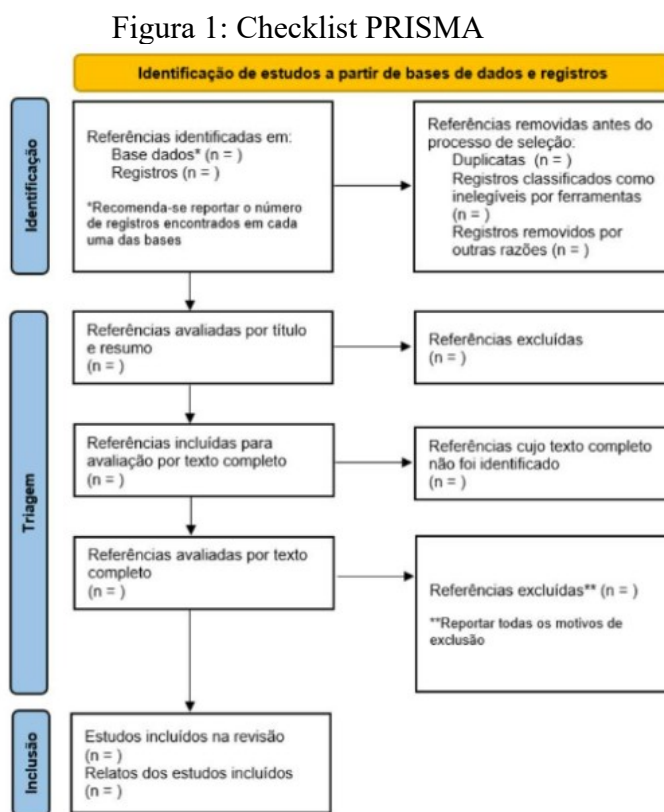 Figura 1: Checklist PRISMA
Identificação de estudos a partir de bases de dados e registros
Identificação
Referências identificadas em:
Base dados* (n = )
Registros (n = )
*Recomenda-se reportar o número
de registros encontrados em cada
uma das bases
Referências removidas antes do
processo de seleção:
Duplicatas (n = )
Registros classificados como
inelegíveis por ferramentas
(n = )
Registros removidos por
outras razões (n = )
Triagem
Referências avaliadas por título
e resumo
(n = )
Referências excluídas
(n = )
Referências incluídas para
avaliação por texto completo
(n = )
Referências cujo texto completo
não foi identificado
(n = )
Referências avaliadas por texto
completo
(n = )
Referências excluídas** (n = )
**Reportar todas os motivos de
exclusão
Inclusão
Estudos incluídos na revisão
(n = )
Relatos dos estudos incluídos
(n = )